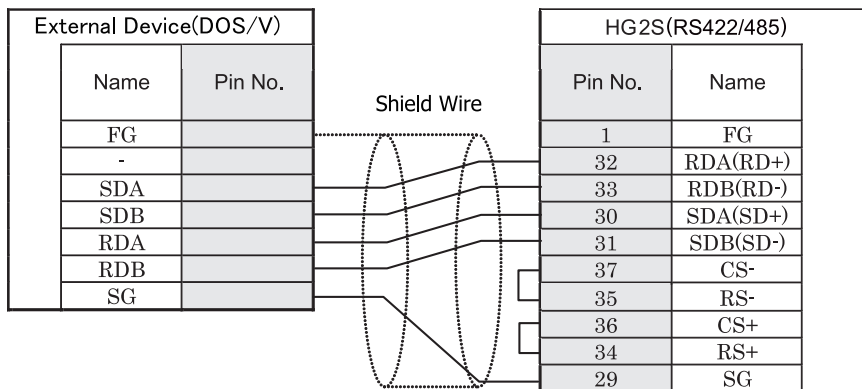 External Device(DOS/V)
HG2S(RS422/485)
Name Pin No.
Pin No. Name
Shield Wire
FG
1 FG
-
32 RDA(RD+)
SDA
33 RDB(RD-)
SDB
30 SDA(SD+)
RDA
31 SDB(SD-)
RDB
37 CS-
SG
35 RS-
36 CS+
34 RS+
29 SG